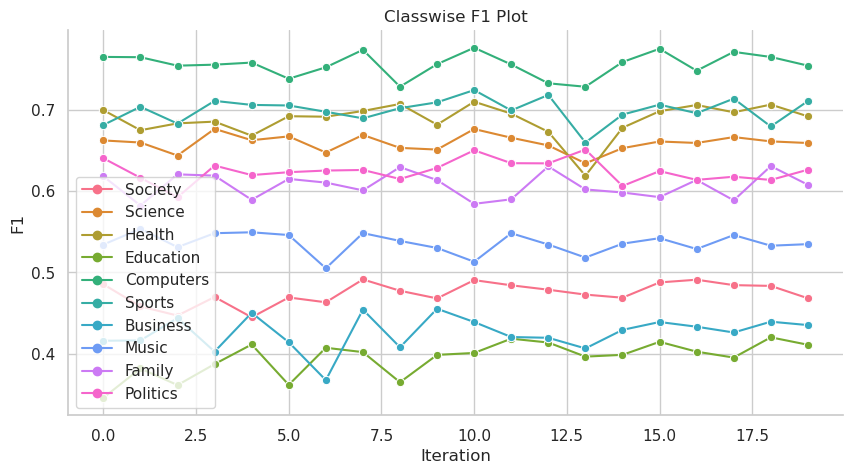 Classwise F1 Plot
F1
0.7
0.6
0.5
0.4
Society
Science
Health
Education
Computers
Sports
Business
Music
Family
Politics
0.0 2.5 5.0 7.5 10.0 12.5 15.0 17.5
Iteration